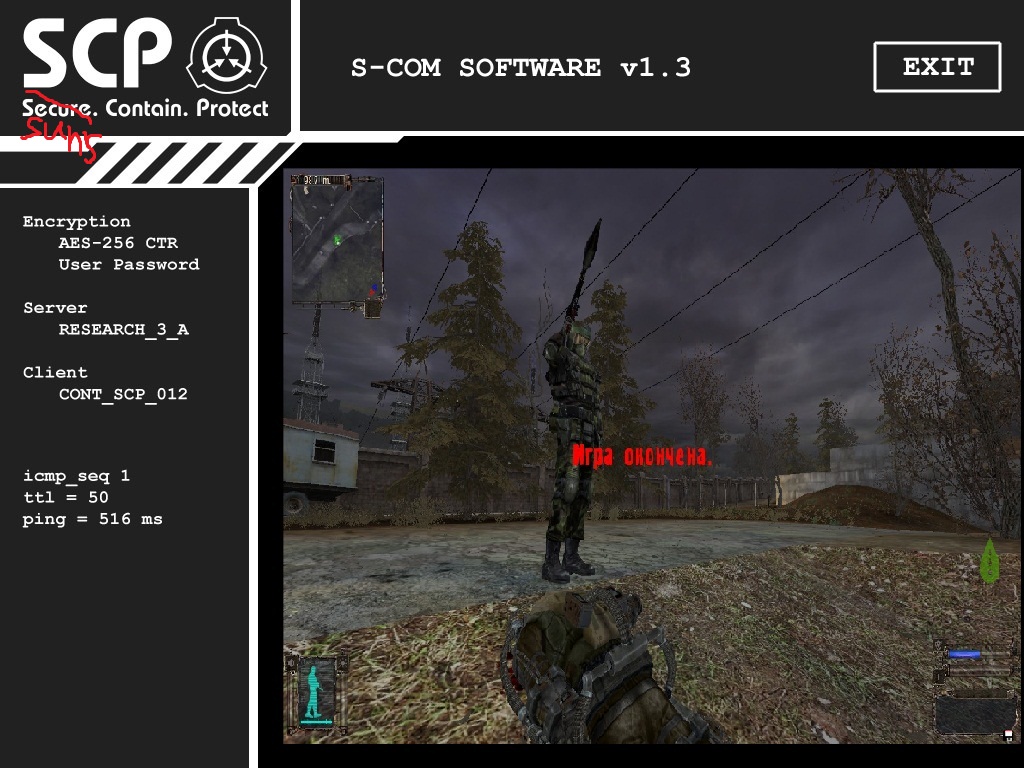 SCP
Secure. Contain. Protect
suns
S-COM SOFTWARE v1.3
EXIT
Encryption
AES-256 CTR
User Password
Server
RESEARCH_3_A
Client
CONT_SCP_012
icmp_seq 1
ttl = 50
ping = 516 ms
Игра окончена.